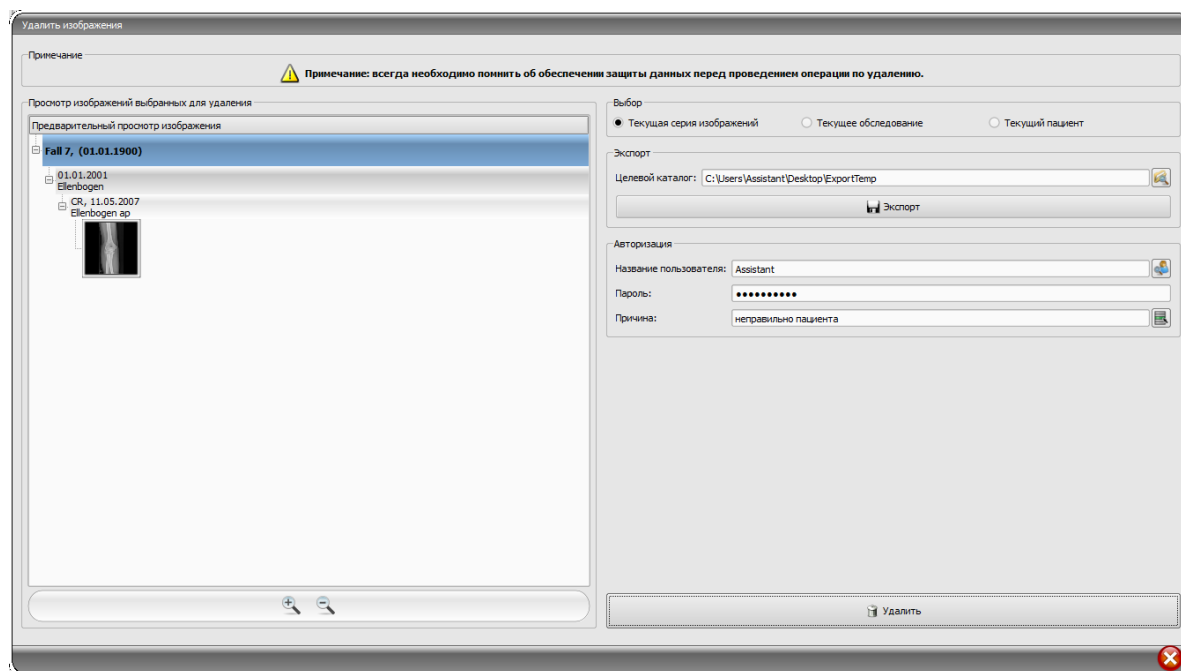 Удалить изображения
Примечание
Примечание: всегда необходимо помнить об обеспечении защиты данных перед проведением операции по удалению.
Просмотр изображений выбранных для удаления
Предварительный просмотр изображения
Fall 7, (01.01.1900)
01.01.2001
Ellenbogen
CR, 11.05.2007
Ellenbogen ap
Выбор
Текущая серия изображений Текущее обследование Текущий пациент
Экспорт
Целевой каталог: C:\Users\Assistant\Desktop\ExportTemp
Экспорт
Авторизация
Название пользователя: Assistant
Пароль: ●●●●●●●●●●
Причина: неправильно пациента
Удалить